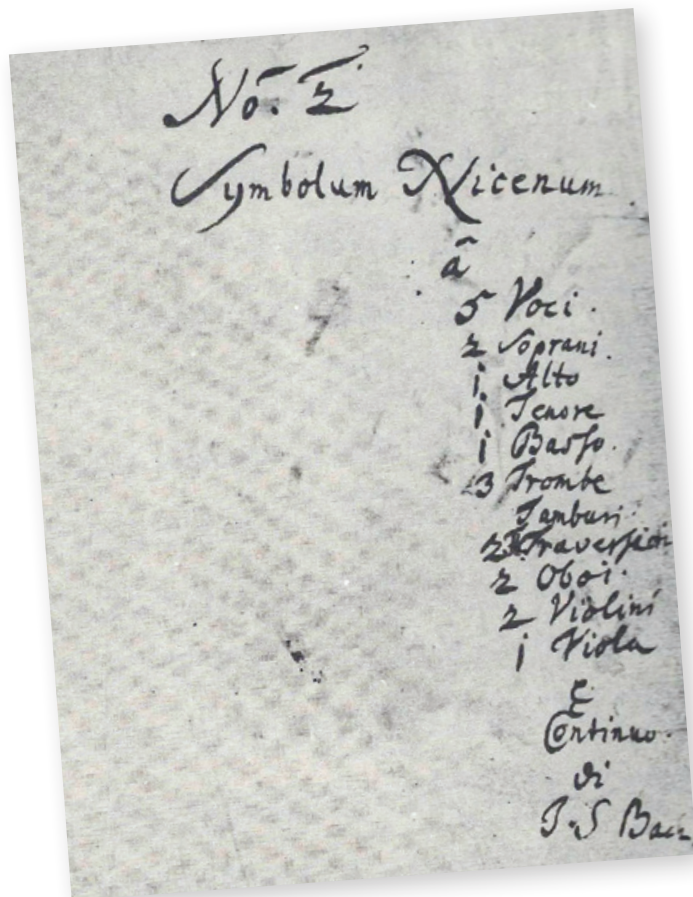 No. 2.
Symbolum Nicenum
â
5 Voci.
2 Soprani.
1 Alto
1 Tenore
1 Basso.
3 Trombe
Tamburi.
2 Traversieri
2 Oboi.
2 Violini
1 Viola
e
Continuo.
di
J. S. Bach